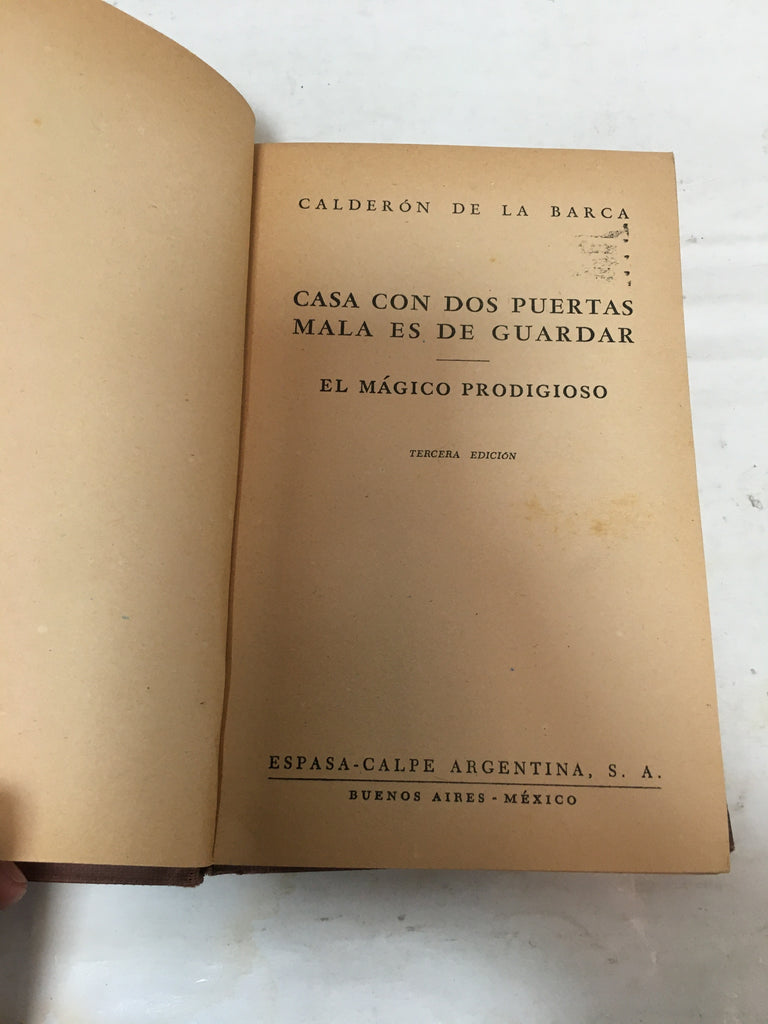 CALDERÓN DE LA BARCA
CASA CON DOS PUERTAS
MALA ES DE GUARDAR
EL MÁGICO PRODIGIOSO
TERCERA EDICIÓN
ESPASA-CALPE ARGENTINA, S. A.
BUENOS AIRES - MÉXICO